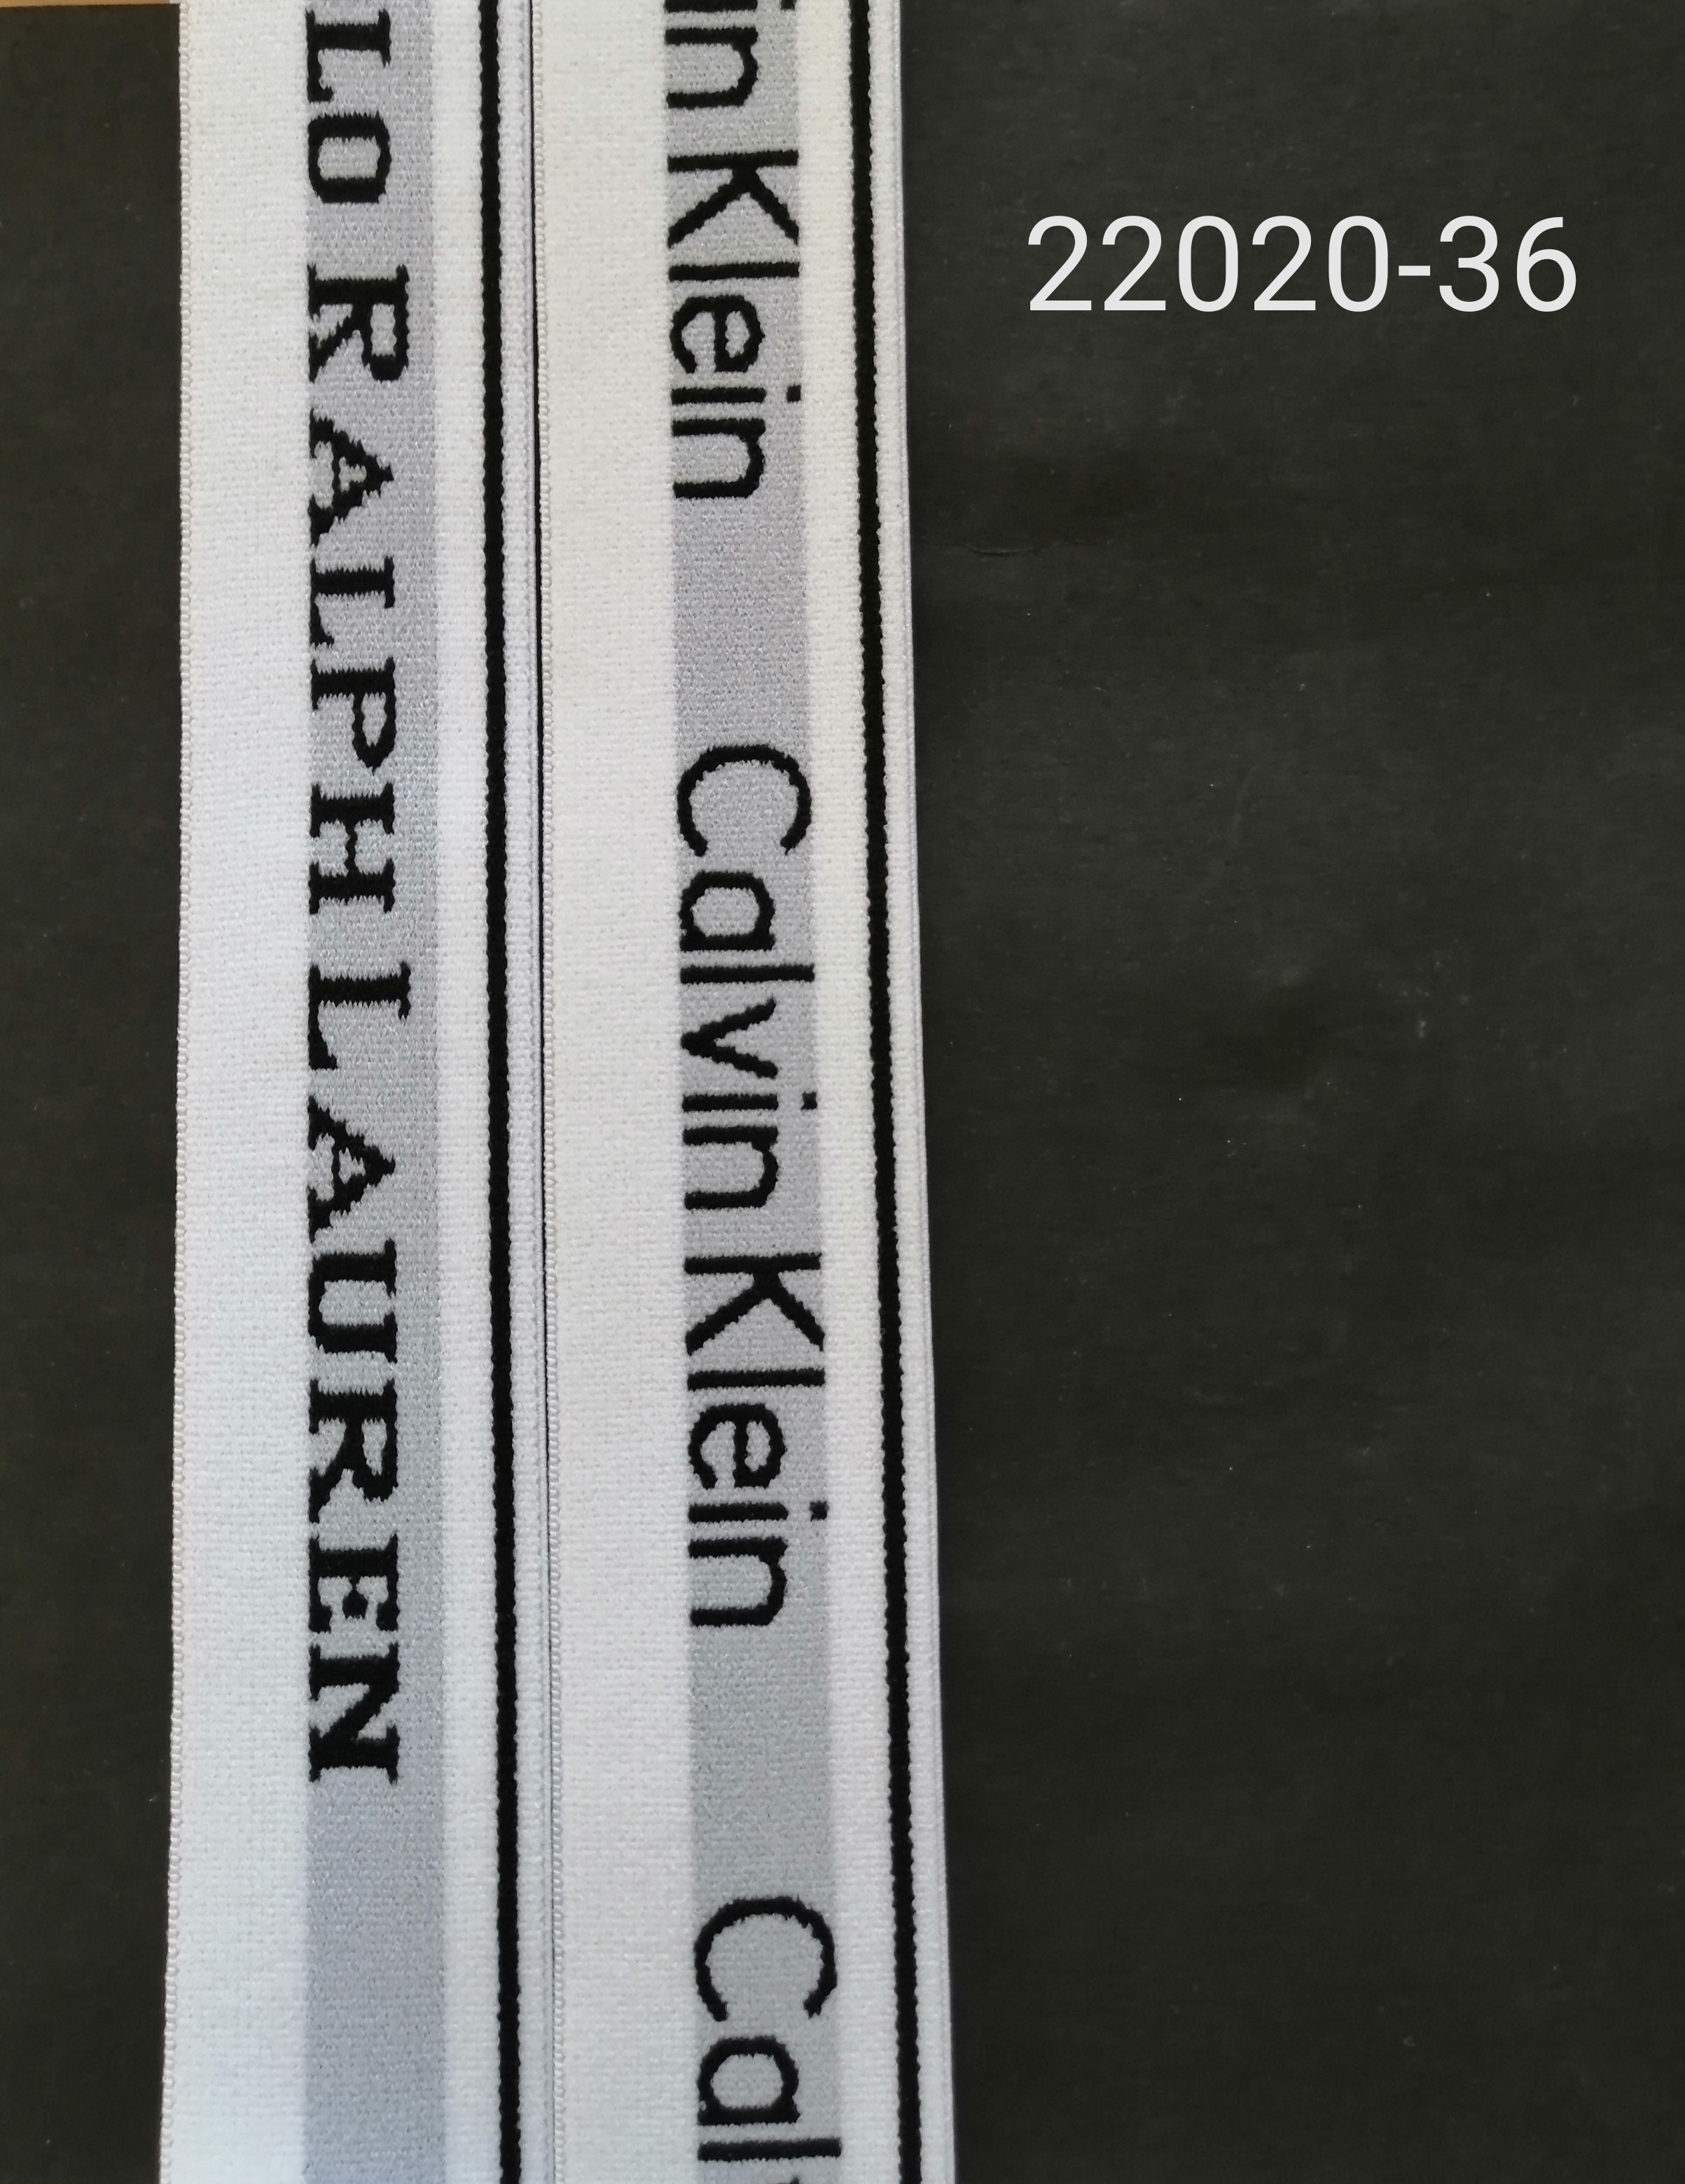 LO RALPH LAUREN
in Klein Calvin Klein Cal
22020-36